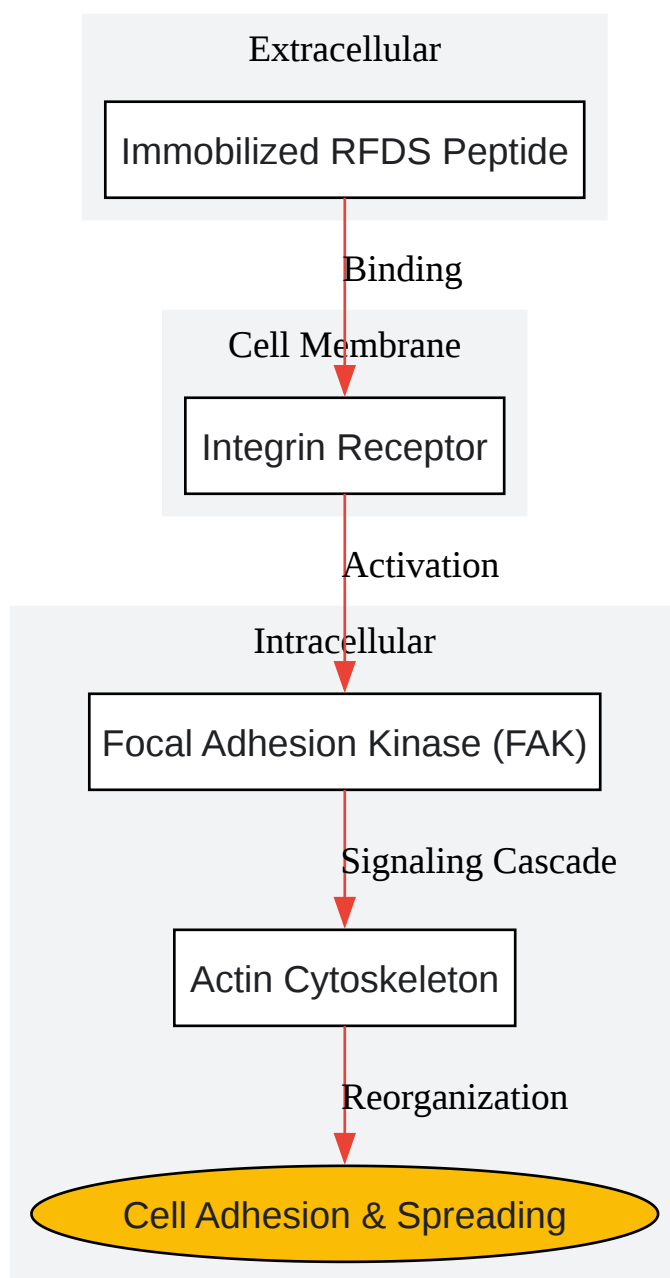 Extracellular
Immobilized RFDS Peptide
Binding
Cell Membrane
Integrin Receptor
Activation
Intracellular
Focal Adhesion Kinase (FAK)
Signaling Cascade
Actin Cytoskeleton
Reorganization
Cell Adhesion & Spreading